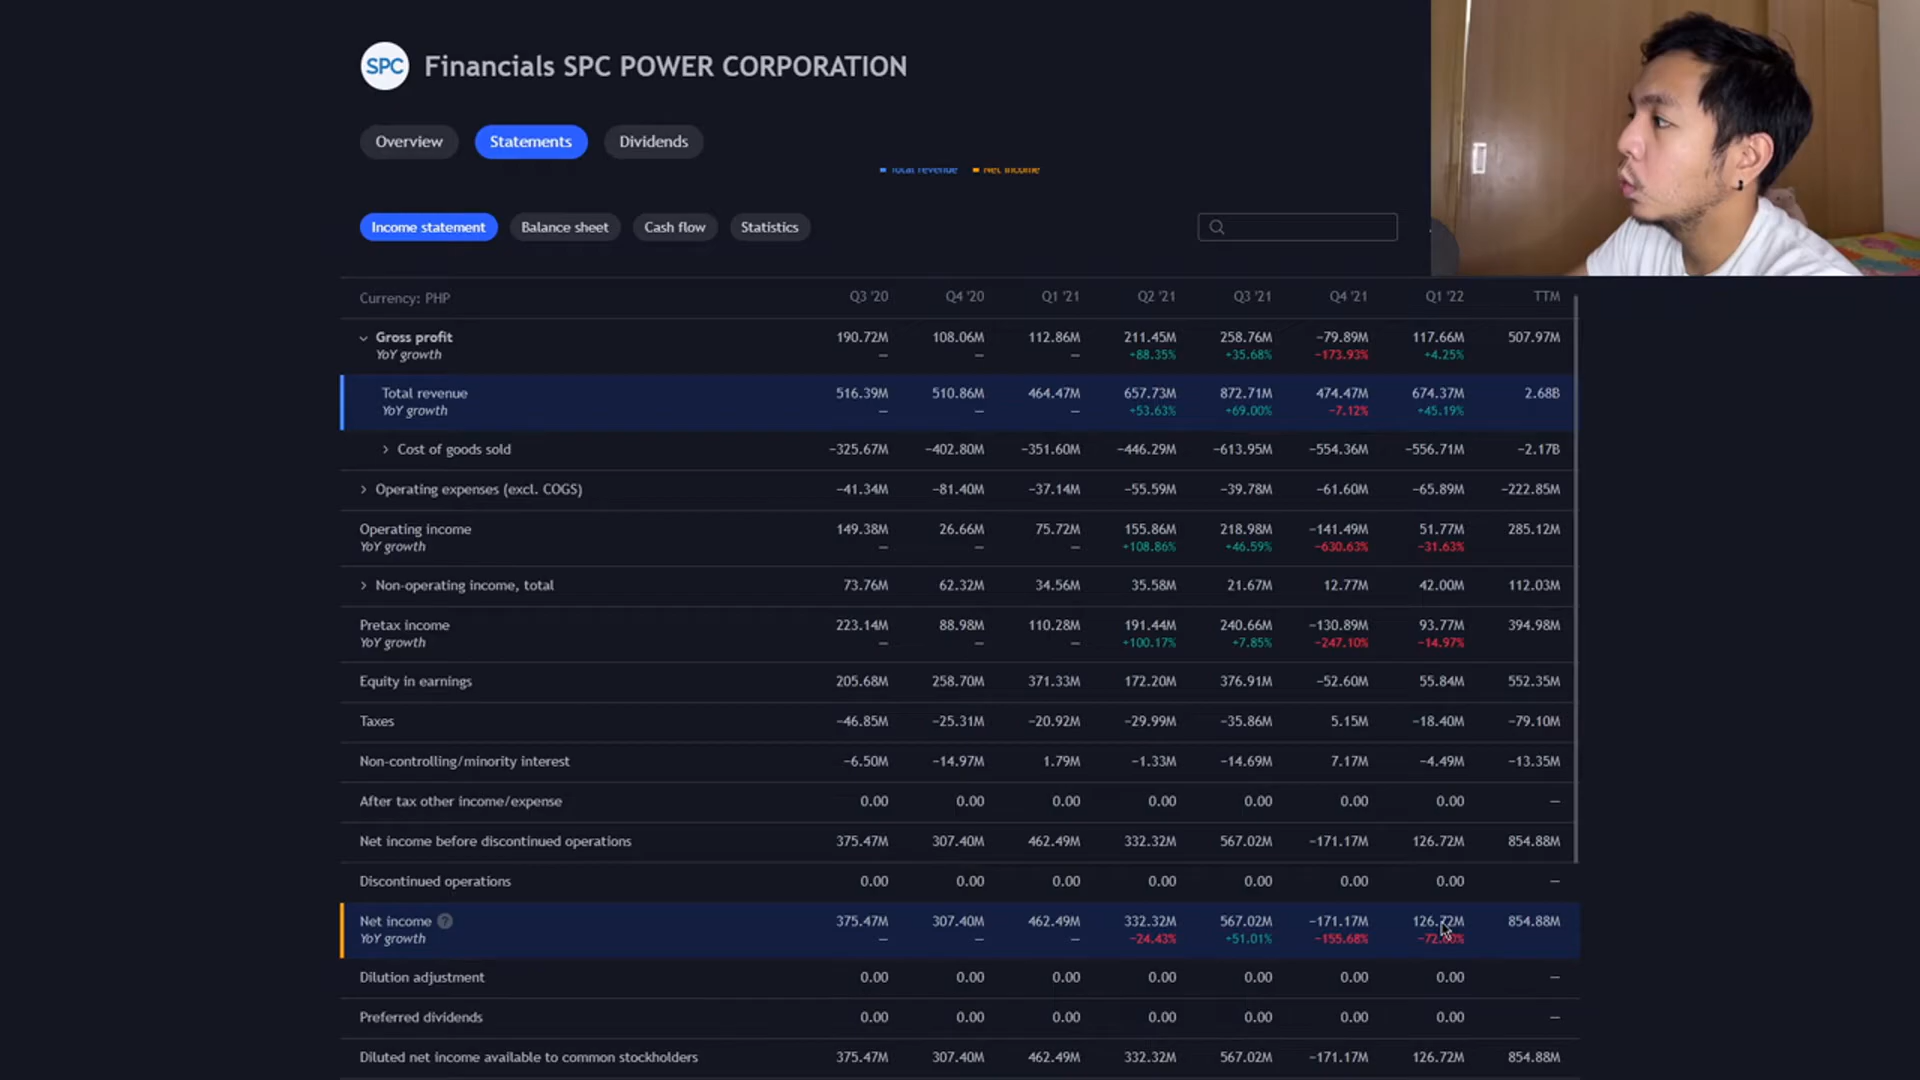 SPC Financials SPC POWER CORPORATION
Overview Statements Dividends
Total revenue Net income
Income statement Balance sheet Cash flow Statistics
Currency: PHP Q3 '20 Q4 '20 Q1 '21 Q2 '21 Q3 '21 Q4 '21 Q1 '22 TTM
Gross profit 190.72M 108.06M 112.86M 211.45M 258.76M −79.89M 117.66M 507.97M
YoY growth — — — +88.35% +35.68% −173.93% +4.25%
Total revenue 516.39M 510.86M 464.47M 657.73M 872.71M 474.47M 674.37M 2.68B
YoY growth — — — +53.63% +69.00% −7.12% +45.19%
Cost of goods sold −325.67M −402.80M −351.60M −446.29M −613.95M −554.36M −556.71M −2.17B
Operating expenses (excl. COGS) −41.34M −81.40M −37.14M −55.59M −39.78M −61.60M −65.89M −222.85M
Operating income 149.38M 26.66M 75.72M 155.86M 218.98M −141.49M 51.77M 285.12M
YoY growth — — — +108.86% +46.59% −630.63% −31.63%
Non-operating income, total 73.76M 62.32M 34.56M 35.58M 21.67M 12.77M 42.00M 112.03M
Pretax income 223.14M 88.98M 110.28M 191.44M 240.66M −130.89M 93.77M 394.98M
YoY growth — — — +100.17% +7.85% −247.10% −14.97%
Equity in earnings 205.68M 258.70M 371.33M 172.20M 376.91M −52.60M 55.84M 552.35M
Taxes −46.85M −25.31M −20.92M −29.99M −35.86M 5.15M −18.40M −79.10M
Non-controlling/minority interest −6.50M −14.97M 1.79M −1.33M −14.69M 7.17M −4.49M −13.35M
After tax other income/expense 0.00 0.00 0.00 0.00 0.00 0.00 0.00 —
Net income before discontinued operations 375.47M 307.40M 462.49M 332.32M 567.02M −171.17M 126.72M 854.88M
Discontinued operations 0.00 0.00 0.00 0.00 0.00 0.00 0.00 —
Net income ? 375.47M 307.40M 462.49M 332.32M 567.02M −171.17M 126.72M 854.88M
YoY growth — — — −24.43% +51.01% −155.68%
Dilution adjustment 0.00 0.00 0.00 0.00 0.00 0.00 0.00 —
Preferred dividends 0.00 0.00 0.00 0.00 0.00 0.00 0.00 —
Diluted net income available to common stockholders 375.47M 307.40M 462.49M 332.32M 567.02M −171.17M 126.72M 854.88M